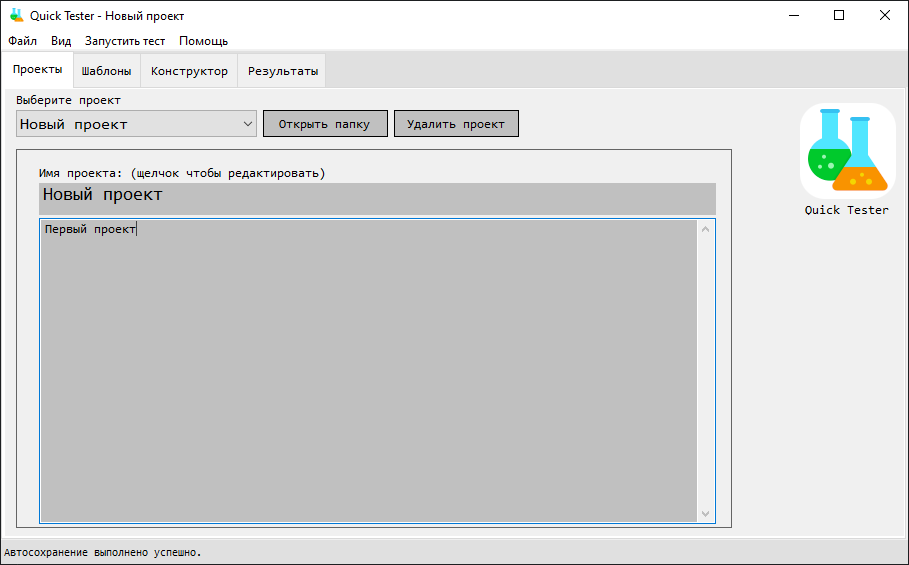 Quick Tester - Новый проект
Файл Вид Запустить тест Помощь
Проекты Шаблоны Конструктор Результаты
Выберите проект
Новый проект Открыть папку Удалить проект
Имя проекта: (щелчок чтобы редактировать)
Новый проект
Первый проект
Quick Tester
Автосохранение выполнено успешно.